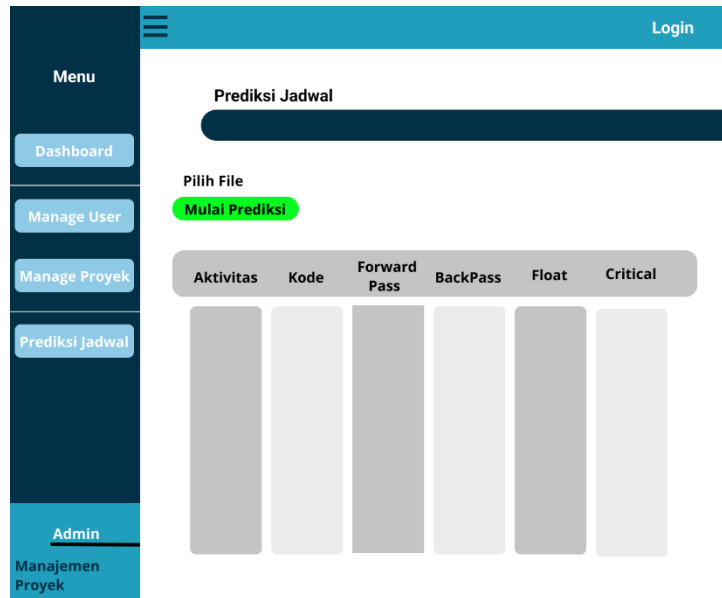 Login
Menu
Prediksi Jadwal
Dashboard
Pilih File
Mulai Prediksi
Manage User
Manage Proyek
Aktivitas Kode Forward Pass BackPass Float Critical
Prediksi Jadwal
Admin
Manajemen
Proyek